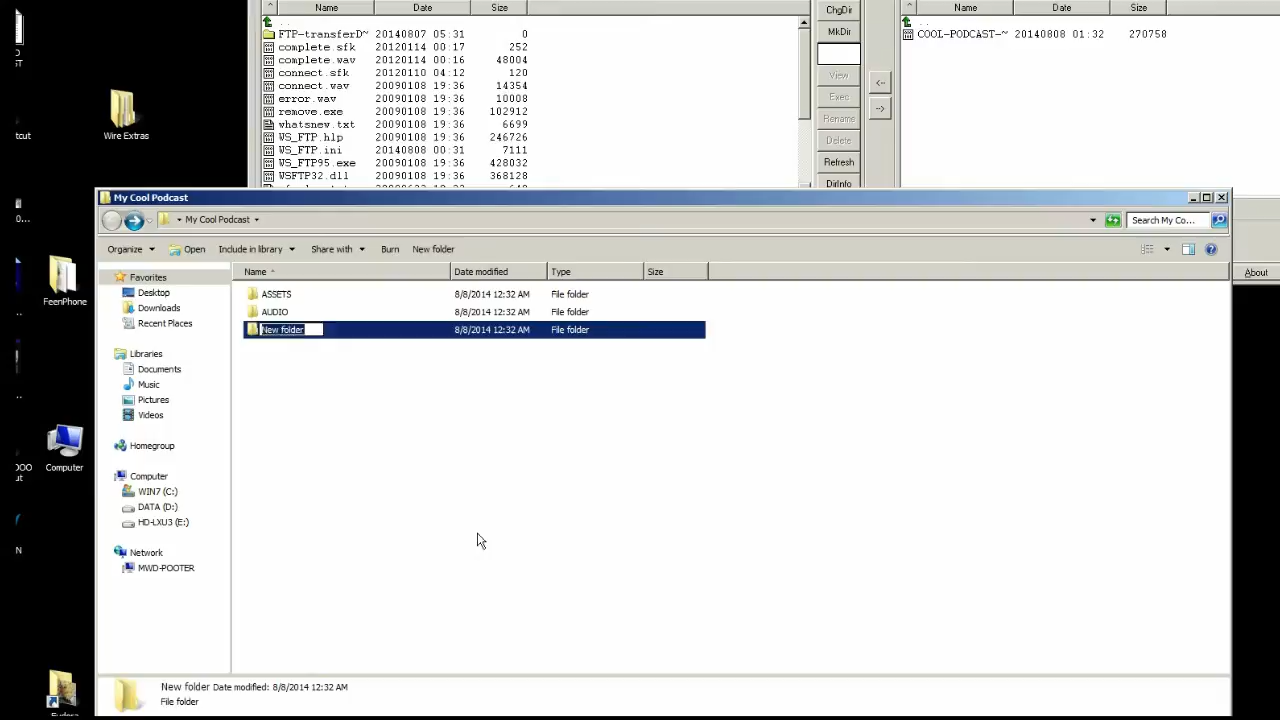 ^ Name Date Size
..
FTP-transferD~ 20140807 05:31 0
complete.sfk 20120114 00:17 252
complete.wav 20120114 00:16 48004
connect.sfk 20120110 04:12 120
connect.wav 20090108 19:36 14354
error.wav 20090108 19:36 10008
remove.exe 20090108 19:36 102912
whatsnew.txt 20090108 19:36 6699
WS_FTP.hlp 20090108 19:36 246726
WS_FTP.ini 20140808 00:31 7111
WS_FTP95.exe 20090108 19:36 428032
WSFTP32.dll 20090108 19:36 368128
ChgDir
MkDir
View
Exec
Rename
Delete
Refresh
DirInfo
<-
->
^ Name Date Size
..
COOL-PODCAST-~ 20140808 01:32 270758
About
ST
tcut
Wire Extras
0...
FeenPhone
...
Computer
OOO
ut
N
Eudora
My Cool Podcast
My Cool Podcast
Search My Co...
Organize Open Include in library Share with Burn New folder
Favorites
Desktop
Downloads
Recent Places
Libraries
Documents
Music
Pictures
Videos
Homegroup
Computer
WIN7 (C:)
DATA (D:)
HD-LXU3 (E:)
Network
MWD-POOTER
Name Date modified Type Size
ASSETS 8/8/2014 12:32 AM File folder
AUDIO 8/8/2014 12:32 AM File folder
New folder 8/8/2014 12:32 AM File folder
New folder Date modified: 8/8/2014 12:32 AM
File folder